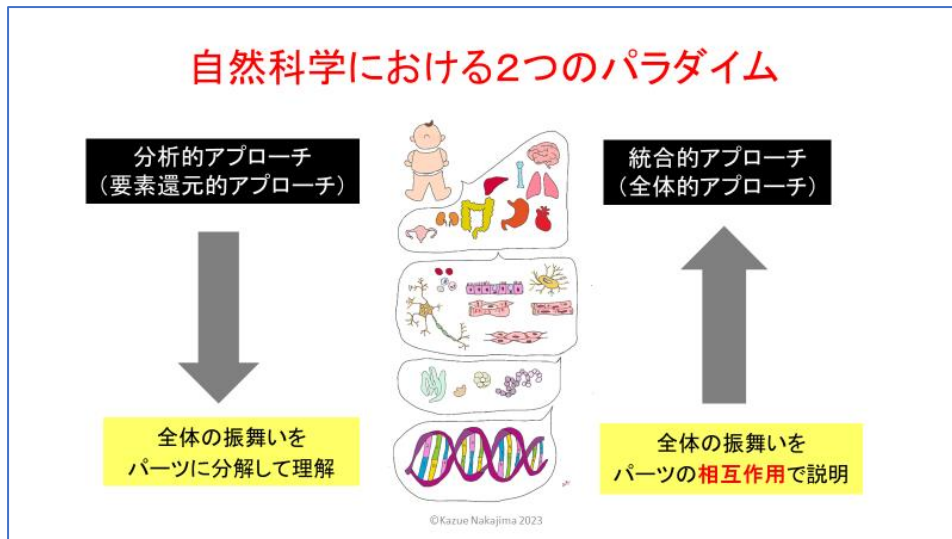 自然科学における2つのパラダイム
分析的アプローチ
（要素還元的アプローチ）
統合的アプローチ
（全体的アプローチ）
全体の振舞いを
パーツに分解して理解
全体の振舞いを
パーツの相互作用で説明
©Kazue Nakajima 2023